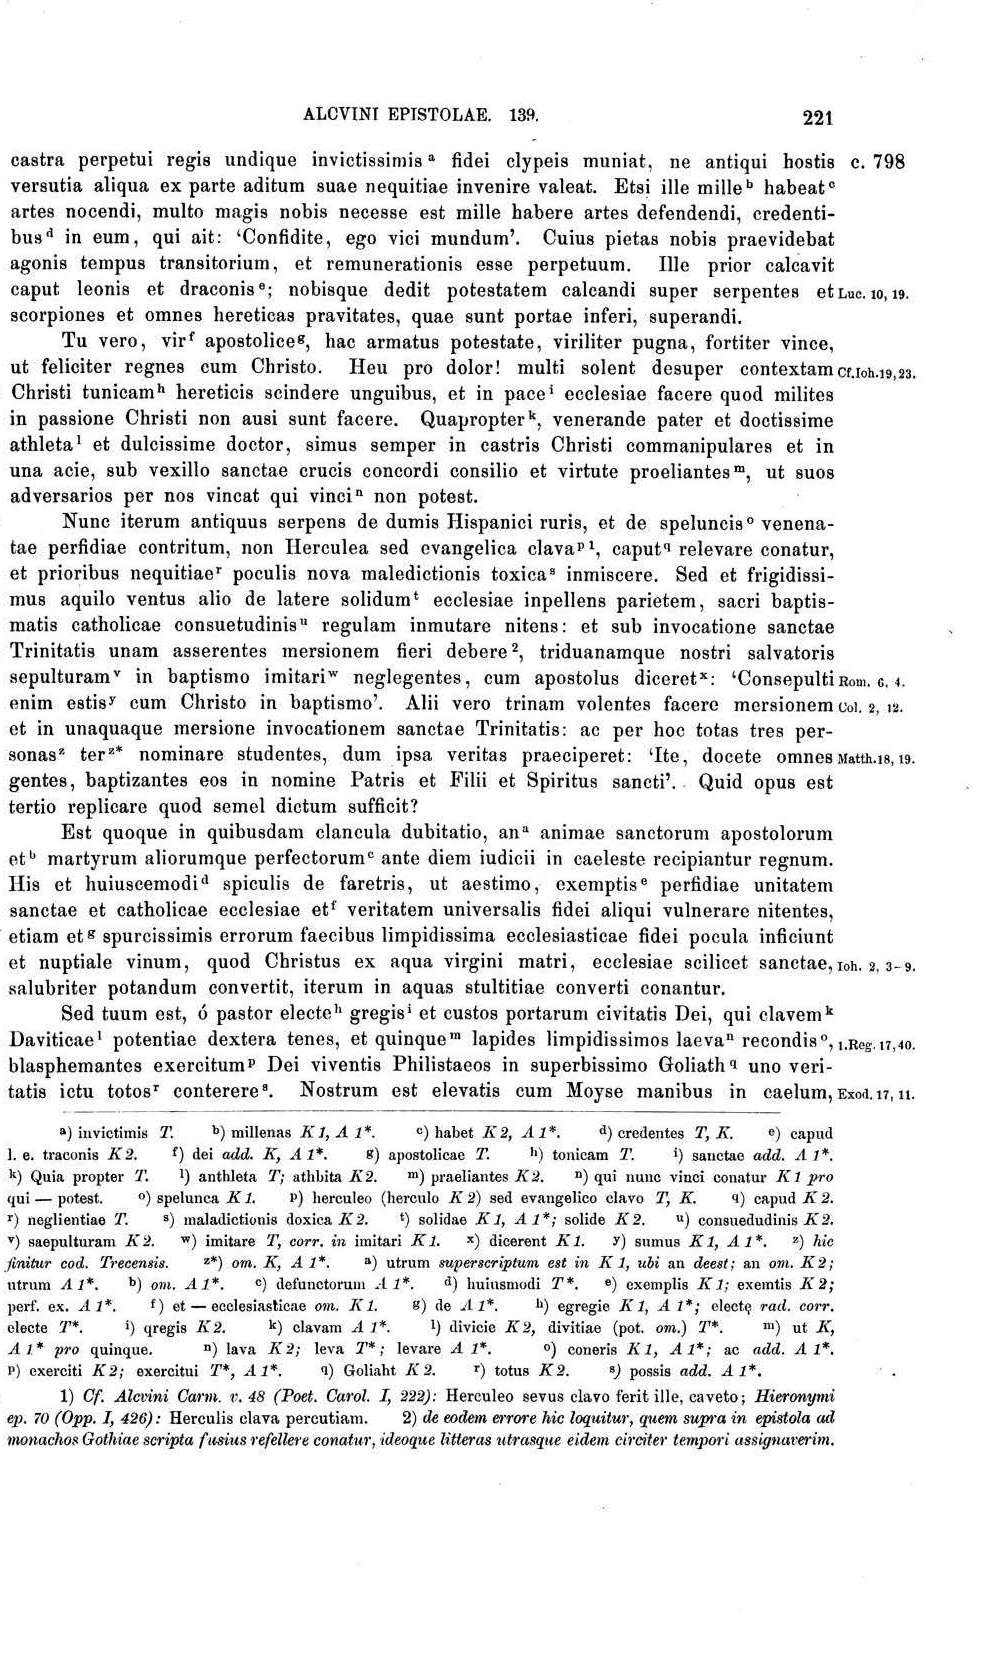 ALCVINI EPISTOLAE. 139. 221
castra perpetui regis undique invictissimis a fidei clypeis muniat, ne antiqui hostis c. 798
versutia aliqua ex parte aditum suae nequitiae invenire valeat. Etsi ille mille b habeat c
artes nocendi, multo magis nobis necesse est mille habere artes defendendi, credenti-
bus d in eum, qui ait: ‘Confidite, ego vici mundum’. Cuius pietas nobis praevidebat
agonis tempus transitorium, et remunerationis esse perpetuum. Ille prior calcavit
caput leonis et draconis e; nobisque dedit potestatem calcandi super serpentes et Luc. 10, 19.
scorpiones et omnes hereticas pravitates, quae sunt portae inferi, superandi.
Tu vero, vir f apostolice g, hac armatus potestate, viriliter pugna, fortiter vince,
ut feliciter regnes cum Christo. Heu pro dolor! multi solent desuper contextam Cf. Ioh. 19, 23.
Christi tunicam h hereticis scindere unguibus, et in pace i ecclesiae facere quod milites
in passione Christi non ausi sunt facere. Quapropter k, venerande pater et doctissime
athleta l et dulcissime doctor, simus semper in castris Christi commanipulares et in
una acie, sub vexillo sanctae crucis concordi consilio et virtute proeliantes m, ut suos
adversarios per nos vincat qui vinci n non potest.
Nunc iterum antiquus serpens de dumis Hispanici ruris, et de speluncis o venena-
tae perfidiae contritum, non Herculea sed evangelica clava p 1, caput q relevare conatur,
et prioribus nequitiae r poculis nova maledictionis toxica s inmiscere. Sed et frigidissi-
mus aquilo ventus alio de latere solidum t ecclesiae inpellens parietem, sacri baptis-
matis catholicae consuetudinis u regulam inmutare nitens: et sub invocatione sanctae
Trinitatis unam asserentes mersionem fieri debere 2, triduanamque nostri salvatoris
sepulturam v in baptismo imitari w neglegentes, cum apostolus diceret x: ‘Consepulti Rom. 6, 4.
enim estis y cum Christo in baptismo’. Alii vero trinam volentes facere mersionem Col. 2, 12.
et in unaquaque mersione invocationem sanctae Trinitatis: ac per hoc totas tres per-
sonas z ter z* nominare studentes, dum ipsa veritas praeciperet: ‘Ite, docete omnes Matth. 18, 19.
gentes, baptizantes eos in nomine Patris et Filii et Spiritus sancti’. Quid opus est
tertio replicare quod semel dictum sufficit?
Est quoque in quibusdam clancula dubitatio, an a animae sanctorum apostolorum
et b martyrum aliorumque perfectorum c ante diem iudicii in caeleste recipiantur regnum.
His et huiuscemodi d spiculis de faretris, ut aestimo, exemptis e perfidiae unitatem
sanctae et catholicae ecclesiae et f veritatem universalis fidei aliqui vulnerare nitentes,
etiam et g spurcissimis errorum faecibus limpidissima ecclesiasticae fidei pocula inficiunt
et nuptiale vinum, quod Christus ex aqua virgini matri, ecclesiae scilicet sanctae, Ioh. 2, 3–9.
salubriter potandum convertit, iterum in aquas stultitiae converti conantur.
Sed tuum est, ó pastor electe h gregis i et custos portarum civitatis Dei, qui clavem k
Daviticae l potentiae dextera tenes, et quinque m lapides limpidissimos laeva n recondis o, 1. Reg. 17, 40.
blasphemantes exercitum p Dei viventis Philistaeos in superbissimo Goliath q uno veri-
tatis ictu totos r conterere s. Nostrum est elevatis cum Moyse manibus in caelum, Exod. 17, 11.
a) invictimis T. b) millenas K 1, A 1*. c) habet K 2, A 1*. d) credentes T, K. e) capud
l. e. traconis K 2. f) dei add. K, A 1*. g) apostolicae T. h) tonicam T. i) sanctae add. A 1*.
k) Quia propter T. l) anthleta T; athbita K 2. m) praeliantes K 2. n) qui nunc vinci conatur K 1 pro
qui — potest. o) spelunca K 1. p) herculeo (herculo K 2) sed evangelico clavo T, K. q) capud K 2.
r) neglientiae T. s) maladictionis doxica K 2. t) solidae K 1, A 1*; solide K 2. u) consuedudinis K 2.
v) saepulturam K 2. w) imitare T, corr. in imitari K 1. x) dicerent K 1. y) sumus K 1, A 1*. z) hic
finitur cod. Trecensis. z*) om. K, A 1*. a) utrum superscriptum est in K 1, ubi an deest; an om. K 2;
utrum A 1*. b) om. A 1*. c) defunctorum A 1*. d) huiusmodi T*. e) exemplis K 1; exemtis K 2;
perf. ex. A 1*. f) et — ecclesiasticae om. K 1. g) de A 1*. h) egregie K 1, A 1*; electę rad. corr.
electe T*. i) qregis K 2. k) clavam A 1*. l) divicie K 2, divitiae (pot. om.) T*. m) ut K,
A 1* pro quinque. n) lava K 2; leva T*; levare A 1*. o) coneris K 1, A 1*; ac add. A 1*.
p) exerciti K 2; exercitui T*, A 1*. q) Goliaht K 2. r) totus K 2. s) possis add. A 1*.
1) Cf. Alcvini Carm. v. 48 (Poet. Carol. I, 222): Herculeo sevus clavo ferit ille, caveto; Hieronymi
ep. 70 (Opp. I, 426): Herculis clava percutiam. 2) de eodem errore hic loquitur, quem supra in epistola ad
monachos Gothiae scripta fusius refellere conatur, ideoque litteras utrasque eidem circiter tempori assignaverim.